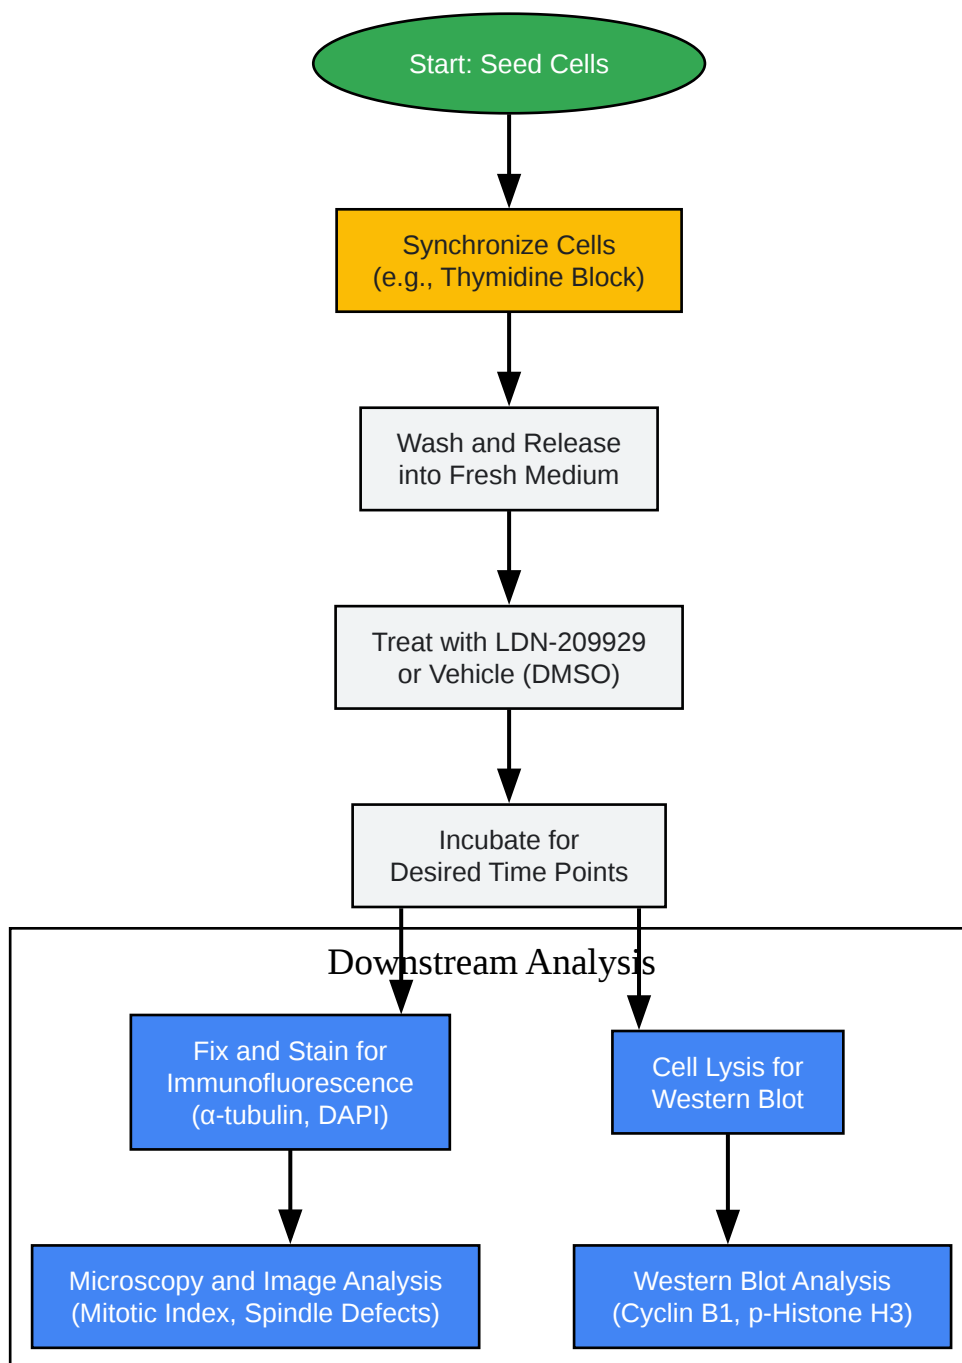 Start: Seed Cells
Synchronize Cells
(e.g., Thymidine Block)
Wash and Release
into Fresh Medium
Treat with LDN-209929
or Vehicle (DMSO)
Incubate for
Desired Time Points
Downstream Analysis
Fix and Stain for
Immunofluorescence
(α-tubulin, DAPI)
Cell Lysis for
Western Blot
Microscopy and Image Analysis
(Mitotic Index, Spindle Defects)
Western Blot Analysis
(Cyclin B1, p-Histone H3)